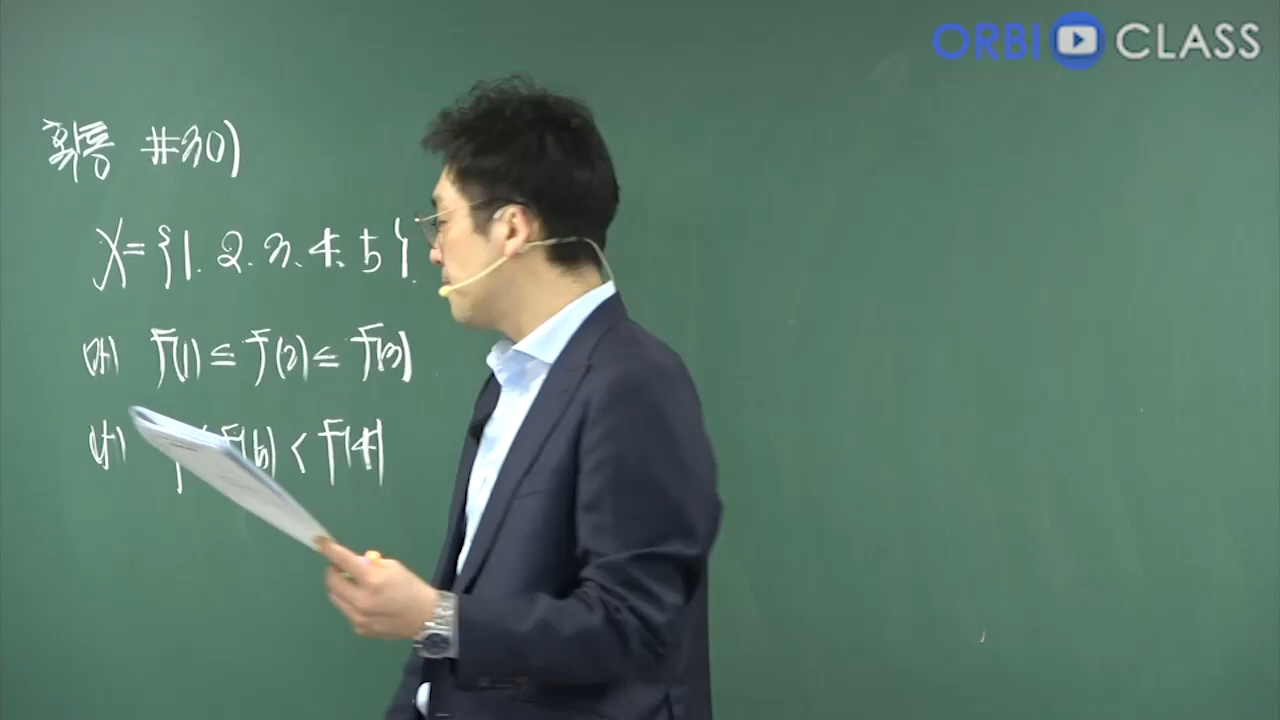 ORBI CLASS
확통 #30)
X={1. 2. 3. 4. 5}.
(가) f(1) ≤ f(2) ≤ f(3)
(나) f(5) < f(4)